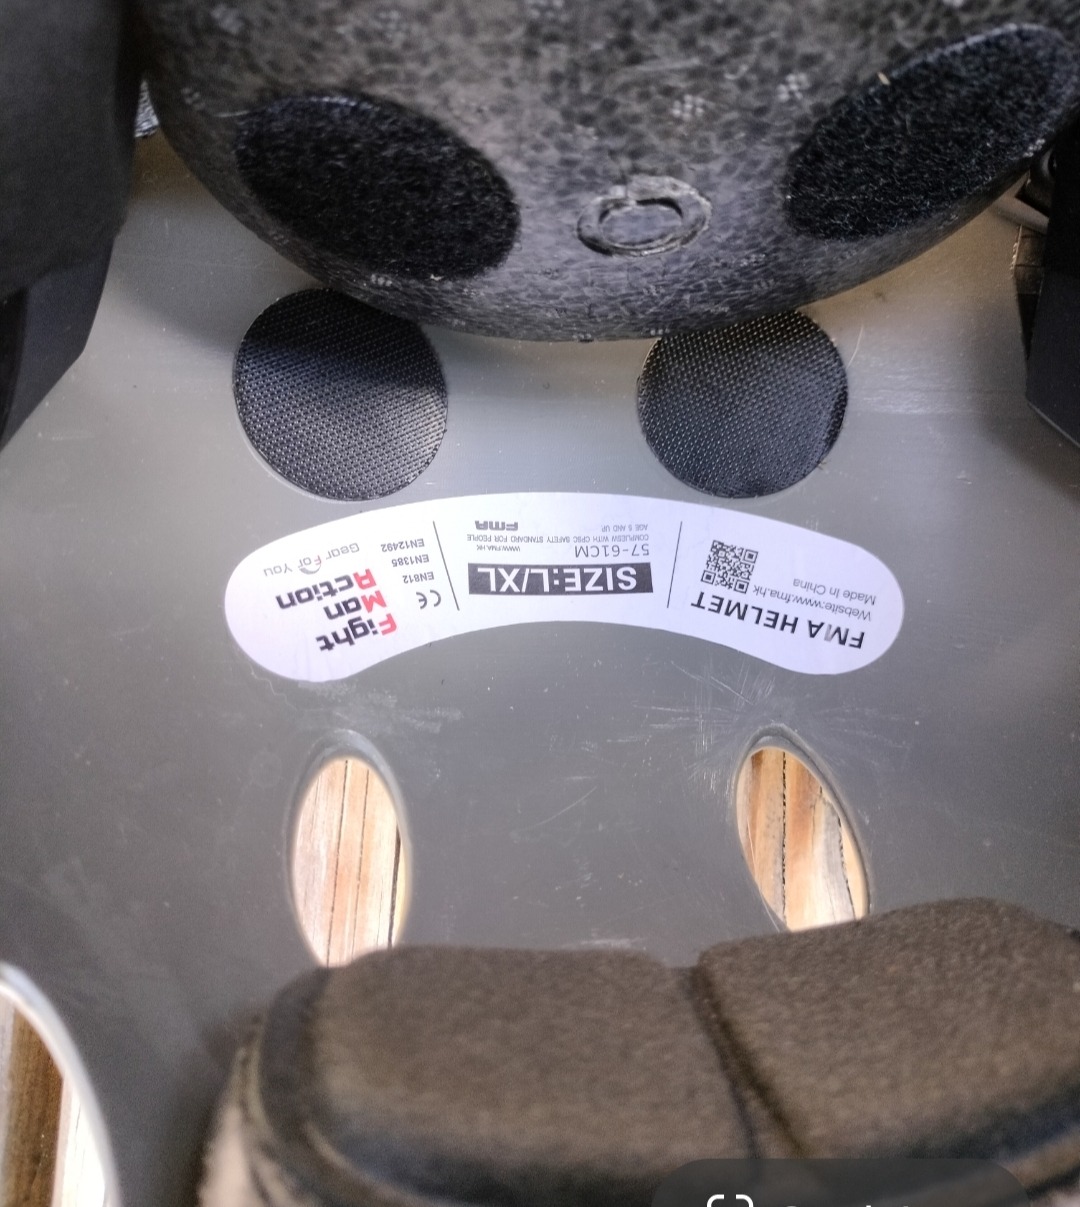 FMA HELMET
Website:www.fma.hk
Made in China
SIZE:L/XL
57-61CM
WWW.FMA.HK
COMPLIESW WITH CPSC SAFETY STANDARD FOR PEOPLE
AGE 5 AND UP
FMA
CE
EN812
EN1385
EN12492
Fight
Man
Action
Gear For You